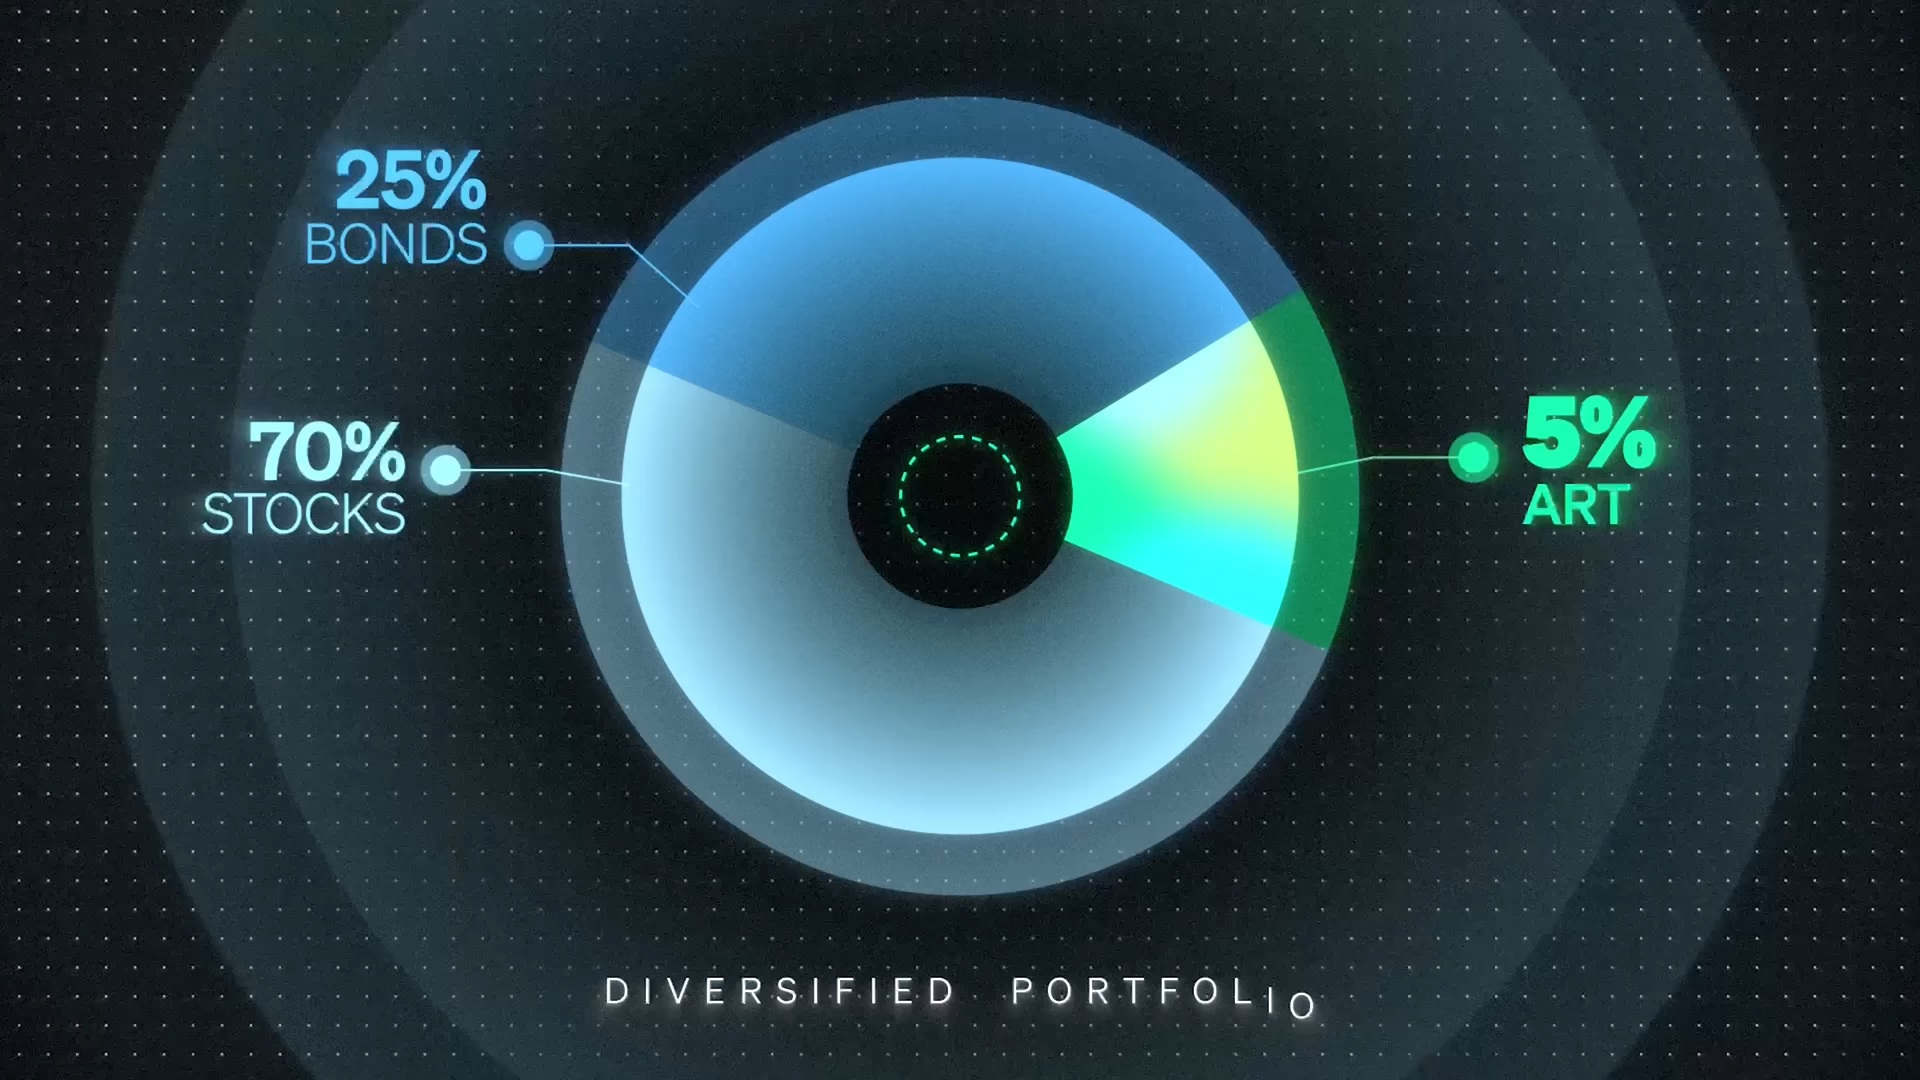 25%
BONDS
70%
STOCKS
5%
ART
DIVERSIFIED PORTFOLIO